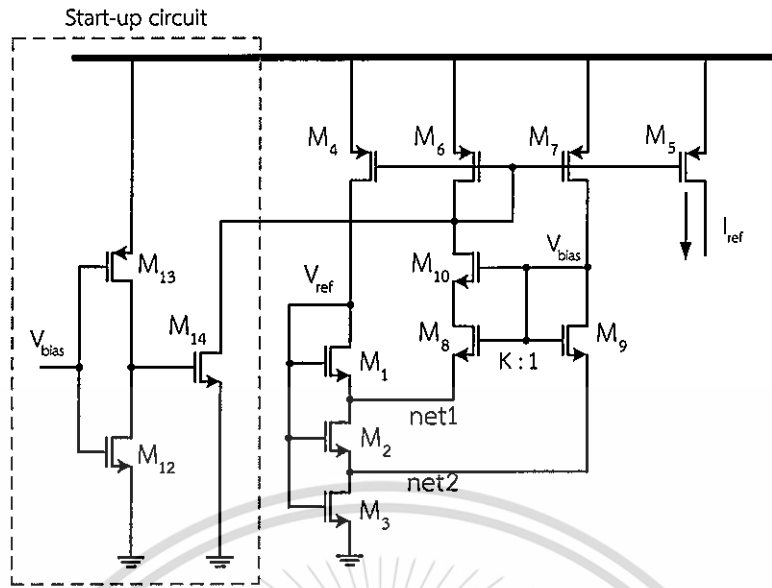 Start-up circuit
M4
M6
M7
M5
Iref
M13
M10
Vbias
Vref
M14
Vbias
M1
M8
K : 1
M9
net1
M12
M2
net2
M3